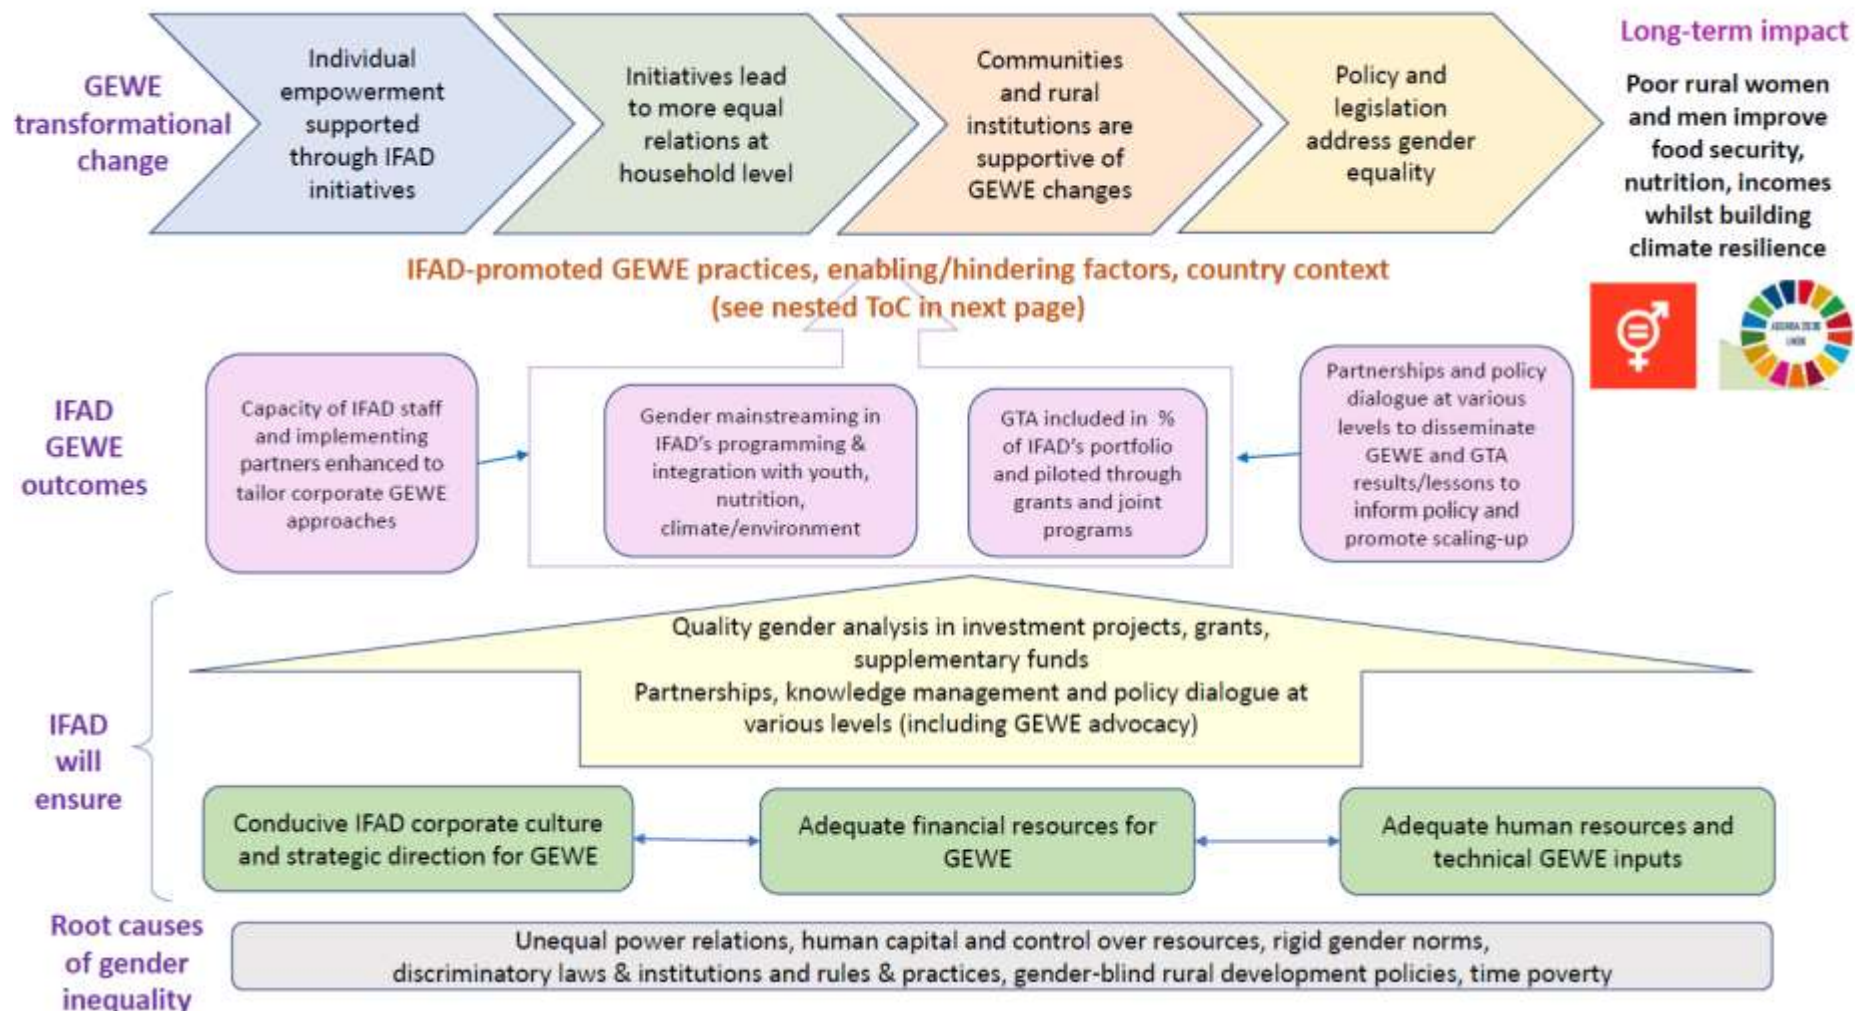 GEWE
transformational
change
Individual
empowerment
supported
through IFAD
initiatives
Initiatives lead
to more equal
relations at
household level
Communities
and rural
institutions are
supportive of
GEWE changes
Policy and
legislation
address gender
equality
Long-term impact
Poor rural women
and men improve
food security,
nutrition, incomes
whilst building
climate resilience
IFAD-promoted GEWE practices, enabling/hindering factors, country context
(see nested ToC in next page)
IFAD
GEWE
outcomes
Capacity of IFAD staff
and implementing
partners enhanced to
tailor corporate GEWE
approaches
Gender mainstreaming in
IFAD's programming &
integration with youth,
nutrition,
climate/environment
GTA included in %
of IFAD's portfolio
and piloted through
grants and joint
programs
Partnerships and policy
dialogue at various
levels to disseminate
GEWE and GTA
results/lessons to
inform policy and
promote scaling-up
IFAD
will
ensure
Quality gender analysis in investment projects, grants,
supplementary funds
Partnerships, knowledge management and policy dialogue at
various levels (including GEWE advocacy)
Conducive IFAD corporate culture
and strategic direction for GEWE
Adequate financial resources for
GEWE
Adequate human resources and
technical GEWE inputs
Root causes
of gender
inequality
Unequal power relations, human capital and control over resources, rigid gender norms,
discriminatory laws & institutions and rules & practices, gender-blind rural development policies, time poverty